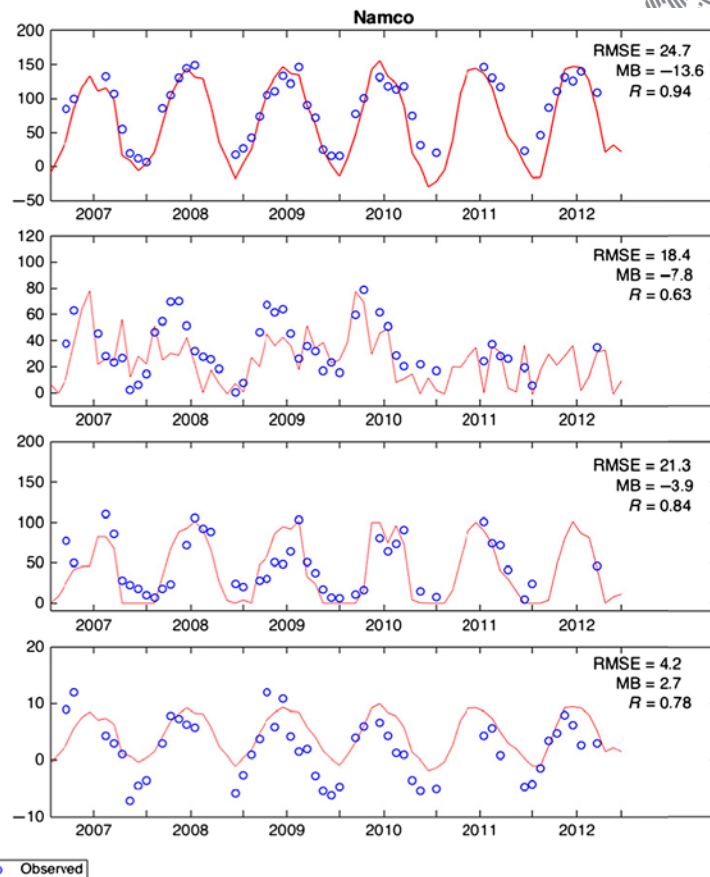 Namco
200
150
100
50
0
−50
RMSE = 24.7
MB = −13.6
R = 0.94
2007 2008 2009 2010 2011 2012
120
100
80
60
40
20
0
RMSE = 18.4
MB = −7.8
R = 0.63
2007 2008 2009 2010 2011 2012
200
150
100
50
0
RMSE = 21.3
MB = −3.9
R = 0.84
2007 2008 2009 2010 2011 2012
20
10
0
−10
RMSE = 4.2
MB = 2.7
R = 0.78
2007 2008 2009 2010 2011 2012
Observed